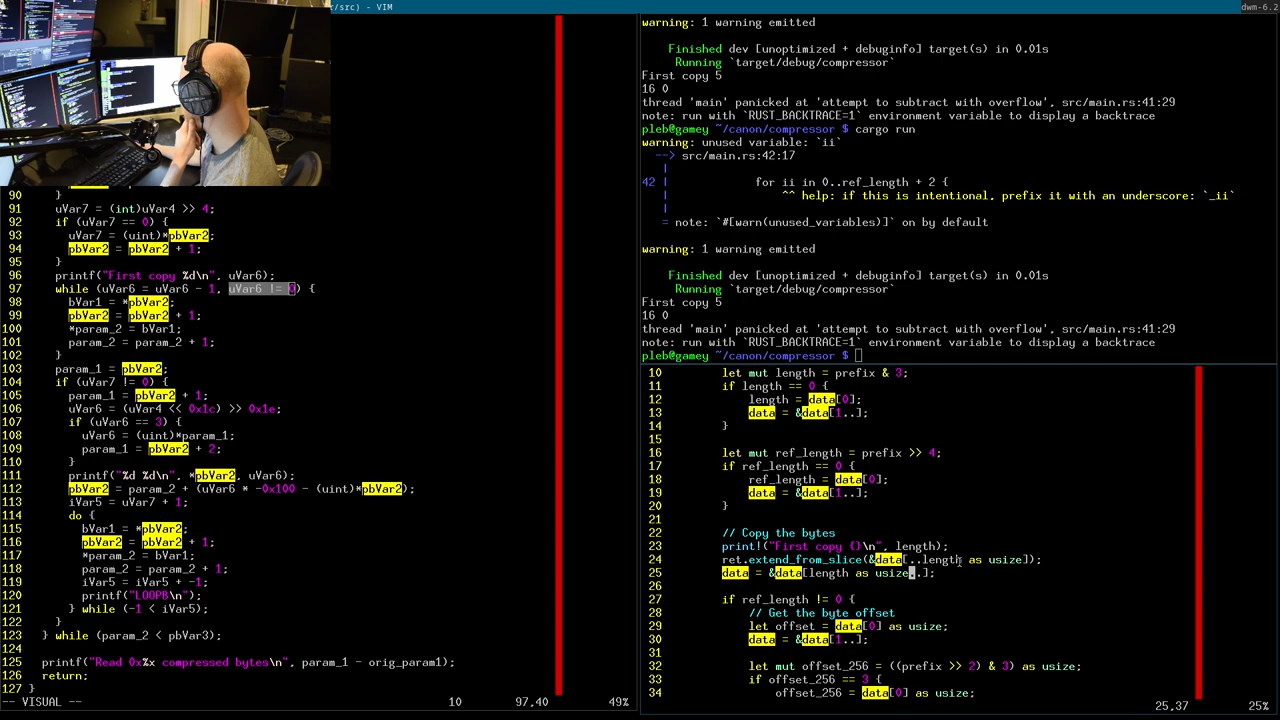 /src) - VIM
90    }
91    uVar7 = (int)uVar4 >> 4;
92    if (uVar7 == 0) {
93      uVar7 = (uint)*pbVar2;
94      pbVar2 = pbVar2 + 1;
95    }
96    printf("First copy %d\n", uVar6);
97    while (uVar6 = uVar6 - 1, uVar6 != 0) {
98      bVar1 = *pbVar2;
99      pbVar2 = pbVar2 + 1;
100      *param_2 = bVar1;
101      param_2 = param_2 + 1;
102    }
103    param_1 = pbVar2;
104    if (uVar7 != 0) {
105      param_1 = pbVar2 + 1;
106      uVar6 = (uVar4 << 0x1c) >> 0x1e;
107      if (uVar6 == 3) {
108        uVar6 = (uint)*param_1;
109        param_1 = pbVar2 + 2;
110      }
111      printf("%d %d\n", *pbVar2, uVar6);
112      pbVar2 = param_2 + (uVar6 * -0x100 - (uint)*pbVar2);
113      iVar5 = uVar7 + 1;
114      do {
115        bVar1 = *pbVar2;
116        pbVar2 = pbVar2 + 1;
117        *param_2 = bVar1;
118        param_2 = param_2 + 1;
119        iVar5 = iVar5 + -1;
120        printf("LOOPB\n");
121      } while (-1 < iVar5);
122    }
123  } while (param_2 < pbVar3);
124
125  printf("Read 0x%x compressed bytes\n", param_1 - orig_param1);
126  return;
127 }
-- VISUAL --    10    97,40    49%
dwm-6.2
warning: 1 warning emitted
Finished dev [unoptimized + debuginfo] target(s) in 0.01s
Running `target/debug/compressor`
First copy 5
16 0
thread 'main' panicked at 'attempt to subtract with overflow', src/main.rs:41:29
note: run with `RUST_BACKTRACE=1` environment variable to display a backtrace
pleb@gamey ~/canon/compressor $ cargo run
warning: unused variable: `ii`
--> src/main.rs:42:17
|
42 |             for ii in 0..ref_length + 2 {
|                 ^^ help: if this is intentional, prefix it with an underscore: `_ii`
|
= note: `#[warn(unused_variables)]` on by default
warning: 1 warning emitted
Finished dev [unoptimized + debuginfo] target(s) in 0.01s
Running `target/debug/compressor`
First copy 5
16 0
thread 'main' panicked at 'attempt to subtract with overflow', src/main.rs:41:29
note: run with `RUST_BACKTRACE=1` environment variable to display a backtrace
pleb@gamey ~/canon/compressor $
10        let mut length = prefix & 3;
11        if length == 0 {
12            length = data[0];
13            data = &data[1..];
14        }
15
16        let mut ref_length = prefix >> 4;
17        if ref_length == 0 {
18            ref_length = data[0];
19            data = &data[1..];
20        }
21
22        // Copy the bytes
23        print!("First copy {}\n", length);
24        ret.extend_from_slice(&data[..length as usize]);
25        data = &data[length as usize..];
26
27        if ref_length != 0 {
28            // Get the byte offset
29            let offset = data[0] as usize;
30            data = &data[1..];
31
32            let mut offset_256 = ((prefix >> 2) & 3) as usize;
33            if offset_256 == 3 {
34                offset_256 = data[0] as usize;
25,37    25%